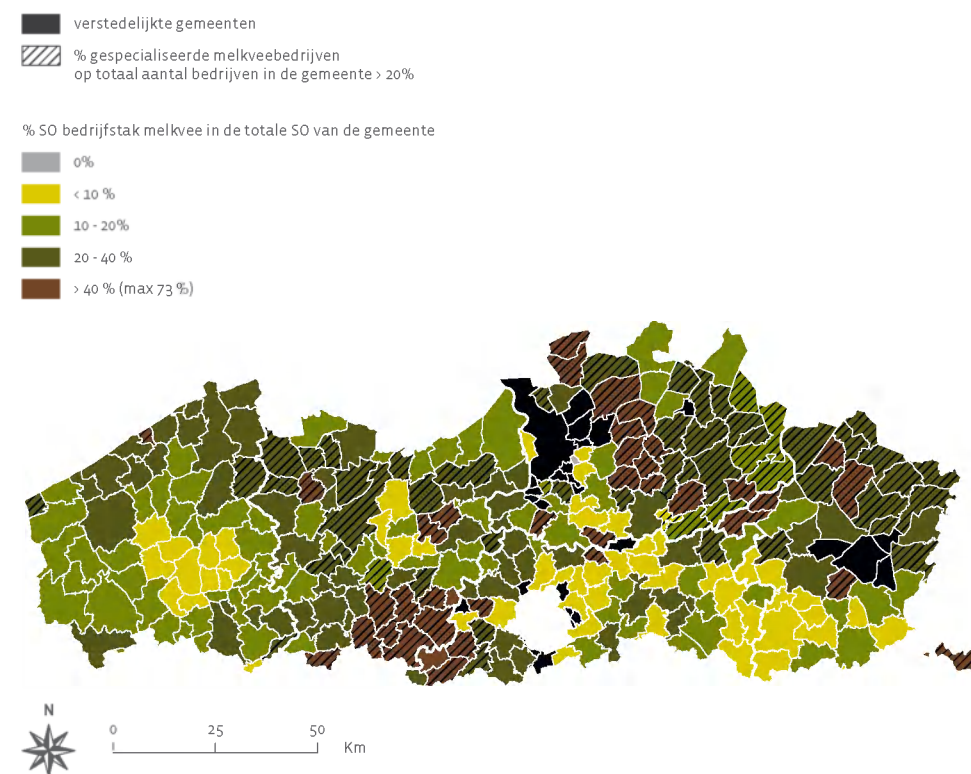 verstedelijkte gemeenten
% gespecialiseerde melkveebedrijven
op totaal aantal bedrijven in de gemeente > 20%
% SO bedrijfstak melkvee in de totale SO van de gemeente
0%
< 10 %
10 - 20%
20 - 40 %
> 40 % (max 73 %)
N
0 25 50
Km